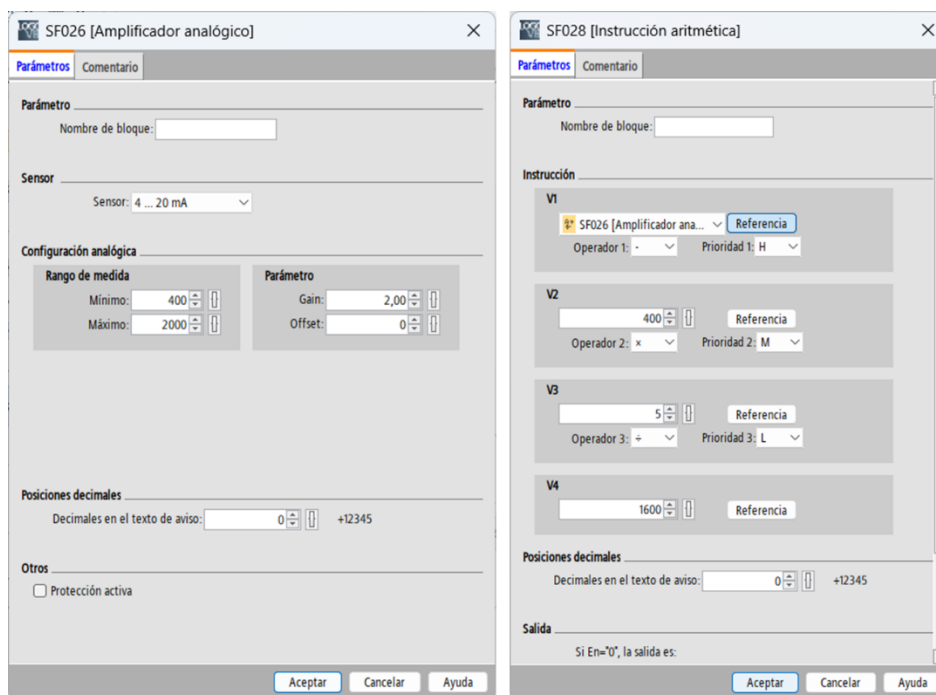 SF026 [Amplificador analógico]
Parámetros Comentario
Parámetro
Nombre de bloque:
Sensor
Sensor: 4 ... 20 mA
Configuración analógica
Rango de medida
Mínimo: 400
Máximo: 2000
Parámetro
Gain: 2,00
Offset: 0
Posiciones decimales
Decimales en el texto de aviso: 0 +12345
Otros
Protección activa
Aceptar Cancelar Ayuda
SF028 [Instrucción aritmética]
Parámetros Comentario
Parámetro
Nombre de bloque:
Instrucción
V1
SF026 [Amplificador ana... Referencia
Operador 1: - Prioridad 1: H
V2
400 Referencia
Operador 2: × Prioridad 2: M
V3
5 Referencia
Operador 3: ÷ Prioridad 3: L
V4
1600 Referencia
Posiciones decimales
Decimales en el texto de aviso: 0 +12345
Salida
Si En="0", la salida es:
Aceptar Cancelar Ayuda